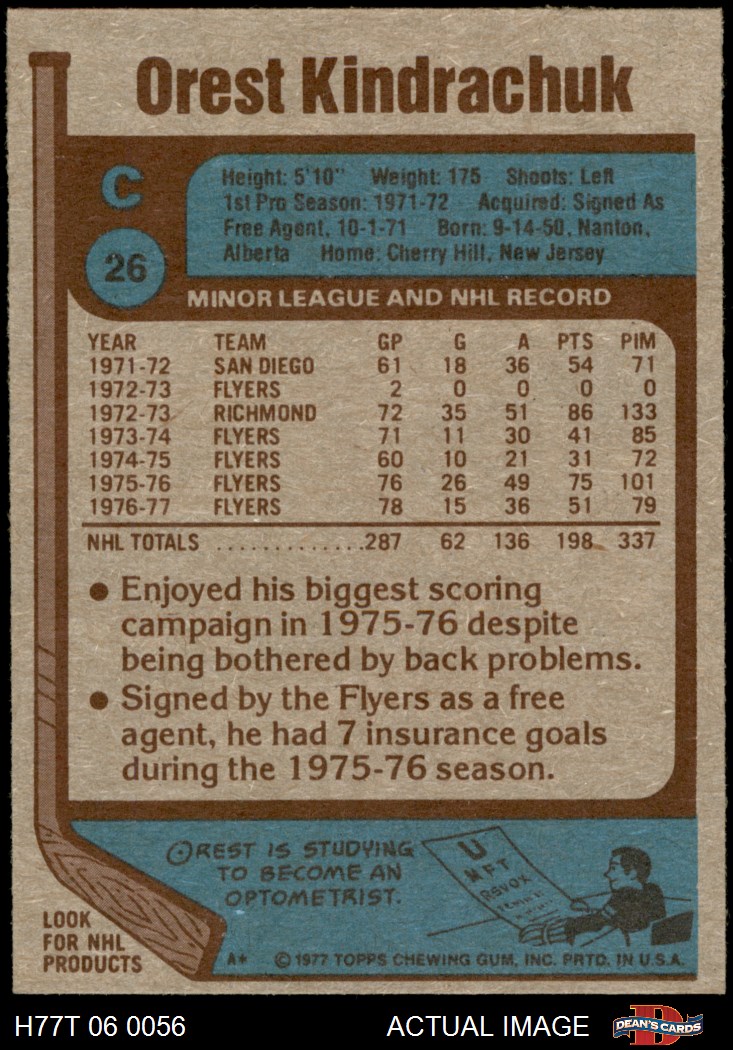 Orest Kindrachuk
C
26
Height: 5'10" Weight: 175 Shoots: Left
1st Pro Season: 1971-72 Acquired: Signed As
Free Agent, 10-1-71 Born: 9-14-50, Nanton,
Alberta Home: Cherry Hill, New Jersey
MINOR LEAGUE AND NHL RECORD
YEAR TEAM GP G A PTS PIM
1971-72 SAN DIEGO 61 18 36 54 71
1972-73 FLYERS 2 0 0 0 0
1972-73 RICHMOND 72 35 51 86 133
1973-74 FLYERS 71 11 30 41 85
1974-75 FLYERS 60 10 21 31 72
1975-76 FLYERS 76 26 49 75 101
1976-77 FLYERS 78 15 36 51 79
NHL TOTALS ..............287 62 136 198 337
● Enjoyed his biggest scoring
campaign in 1975-76 despite
being bothered by back problems.
● Signed by the Flyers as a free
agent, he had 7 insurance goals
during the 1975-76 season.
OREST IS STUDYING
TO BECOME AN
OPTOMETRIST.
U
MFT
REVOX
LOOK
FOR NHL
PRODUCTS
A* © 1977 TOPPS CHEWING GUM, INC. PRTD. IN U.S.A.
H77T 06 0056 ACTUAL IMAGE D DEAN'S CARDS